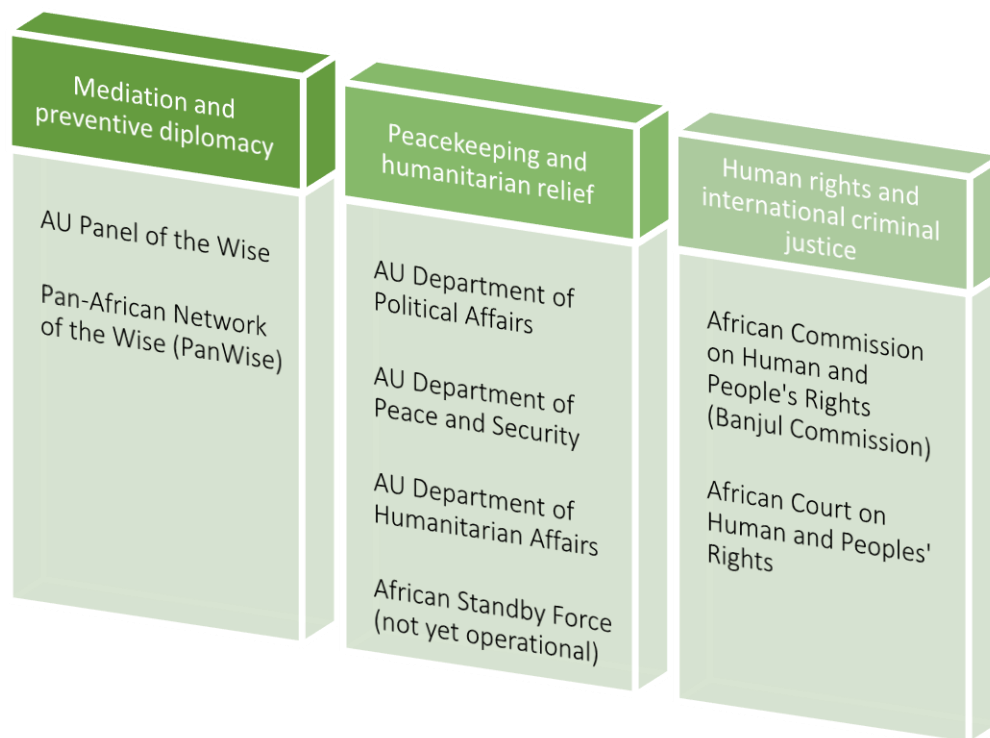 Mediation and
preventive diplomacy
AU Panel of the Wise
Pan-African Network
of the Wise (PanWise)
Peacekeeping and
humanitarian relief
AU Department of
Political Affairs
AU Department of
Peace and Security
AU Department of
Humanitarian Affairs
African Standby Force
(not yet operational)
Human rights and
international criminal
justice
African Commission
on Human and
People's Rights
(Banjul Commission)
African Court on
Human and Peoples'
Rights